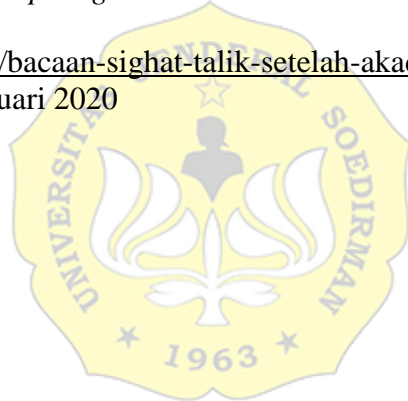 /bacaan-sighat-talik-setelah-akad
uari 2020
UNIVERSITAS JENDERAL SOEDIRMAN
1963